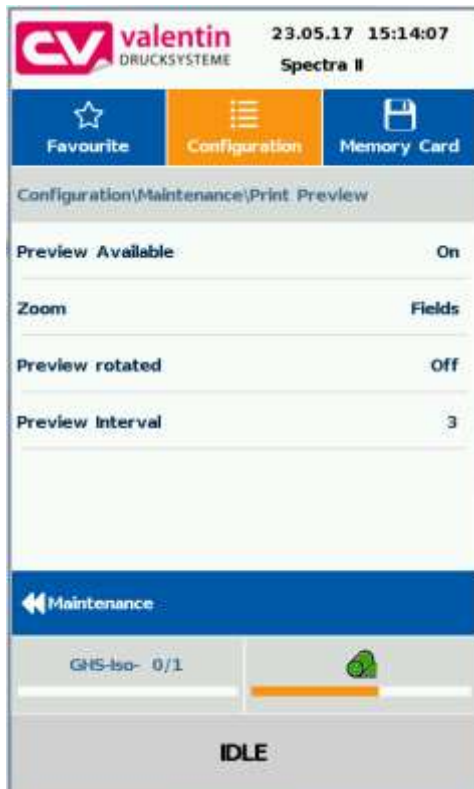 CV valentin
DRUCKSYSTEME
23.05.17 15:14:07
Spectra II
Favourite Configuration Memory Card
Configuration\Maintenance\Print Preview
Preview Available On
Zoom Fields
Preview rotated Off
Preview Interval 3
Maintenance
GHS-Iso- 0/1
IDLE